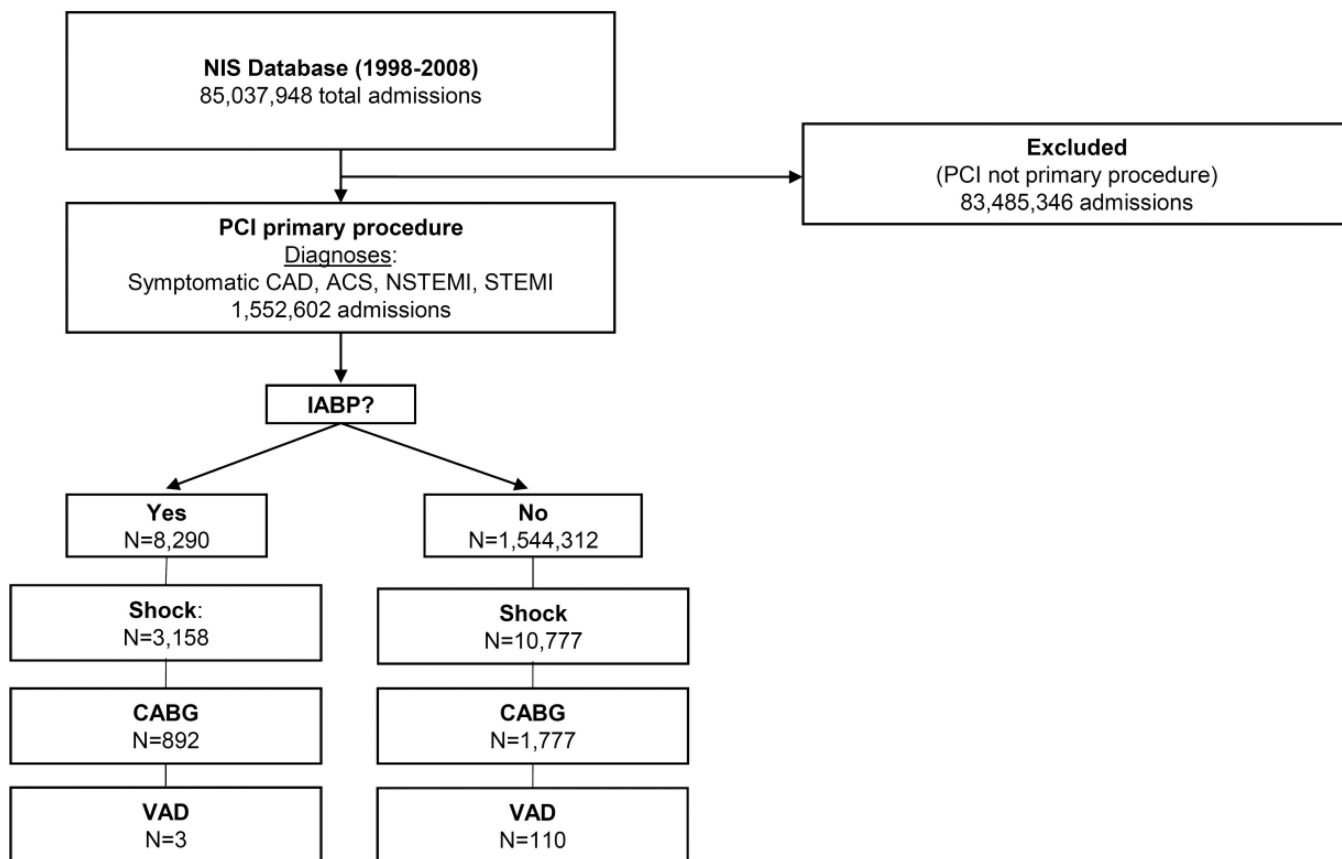 NIS Database (1998-2008)
85,037,948 total admissions
Excluded
(PCI not primary procedure)
83,485,346 admissions
PCI primary procedure
Diagnoses:
Symptomatic CAD, ACS, NSTEMI, STEMI
1,552,602 admissions
IABP?
Yes
N=8,290
No
N=1,544,312
Shock:
N=3,158
Shock
N=10,777
CABG
N=892
CABG
N=1,777
VAD
N=3
VAD
N=110